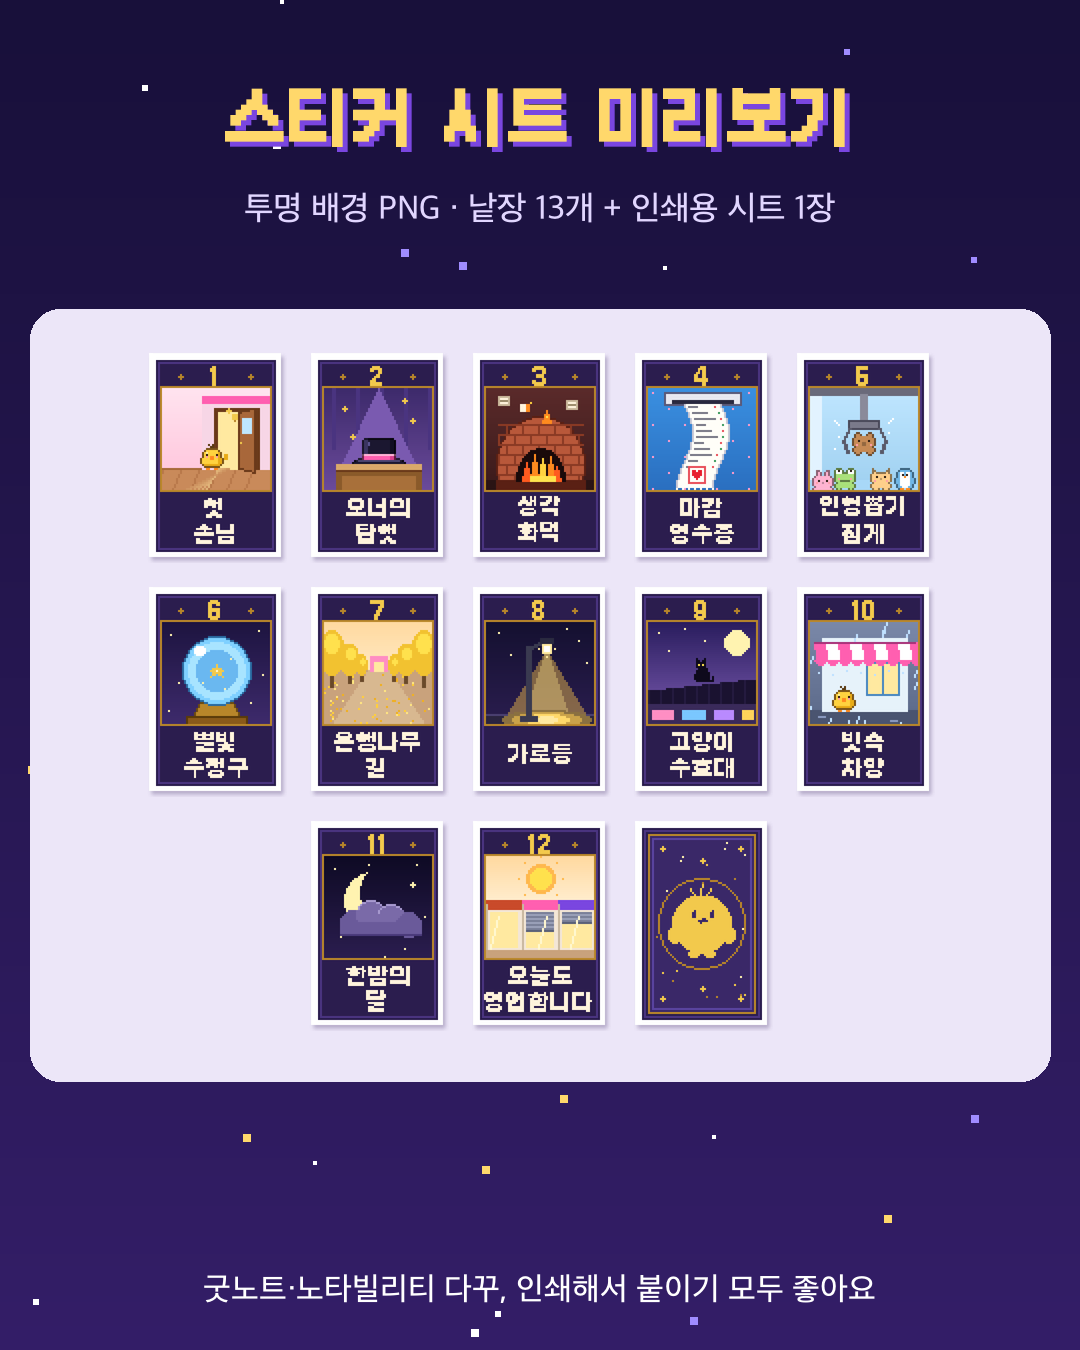 스티커 시트 미리보기
투명 배경 PNG · 낱장 13개 + 인쇄용 시트 1장
1
첫
손님
2
오너의
탑햇
3
생각
화덕
4
마감
영수증
5
인형뽑기
집게
6
별빛
수정구
7
은행나무
길
8
가로등
9
고양이
수호대
10
빗속
차양
11
한밤의
달
12
오늘도
영업합니다
굿노트·노타빌리티 다꾸, 인쇄해서 붙이기 모두 좋아요